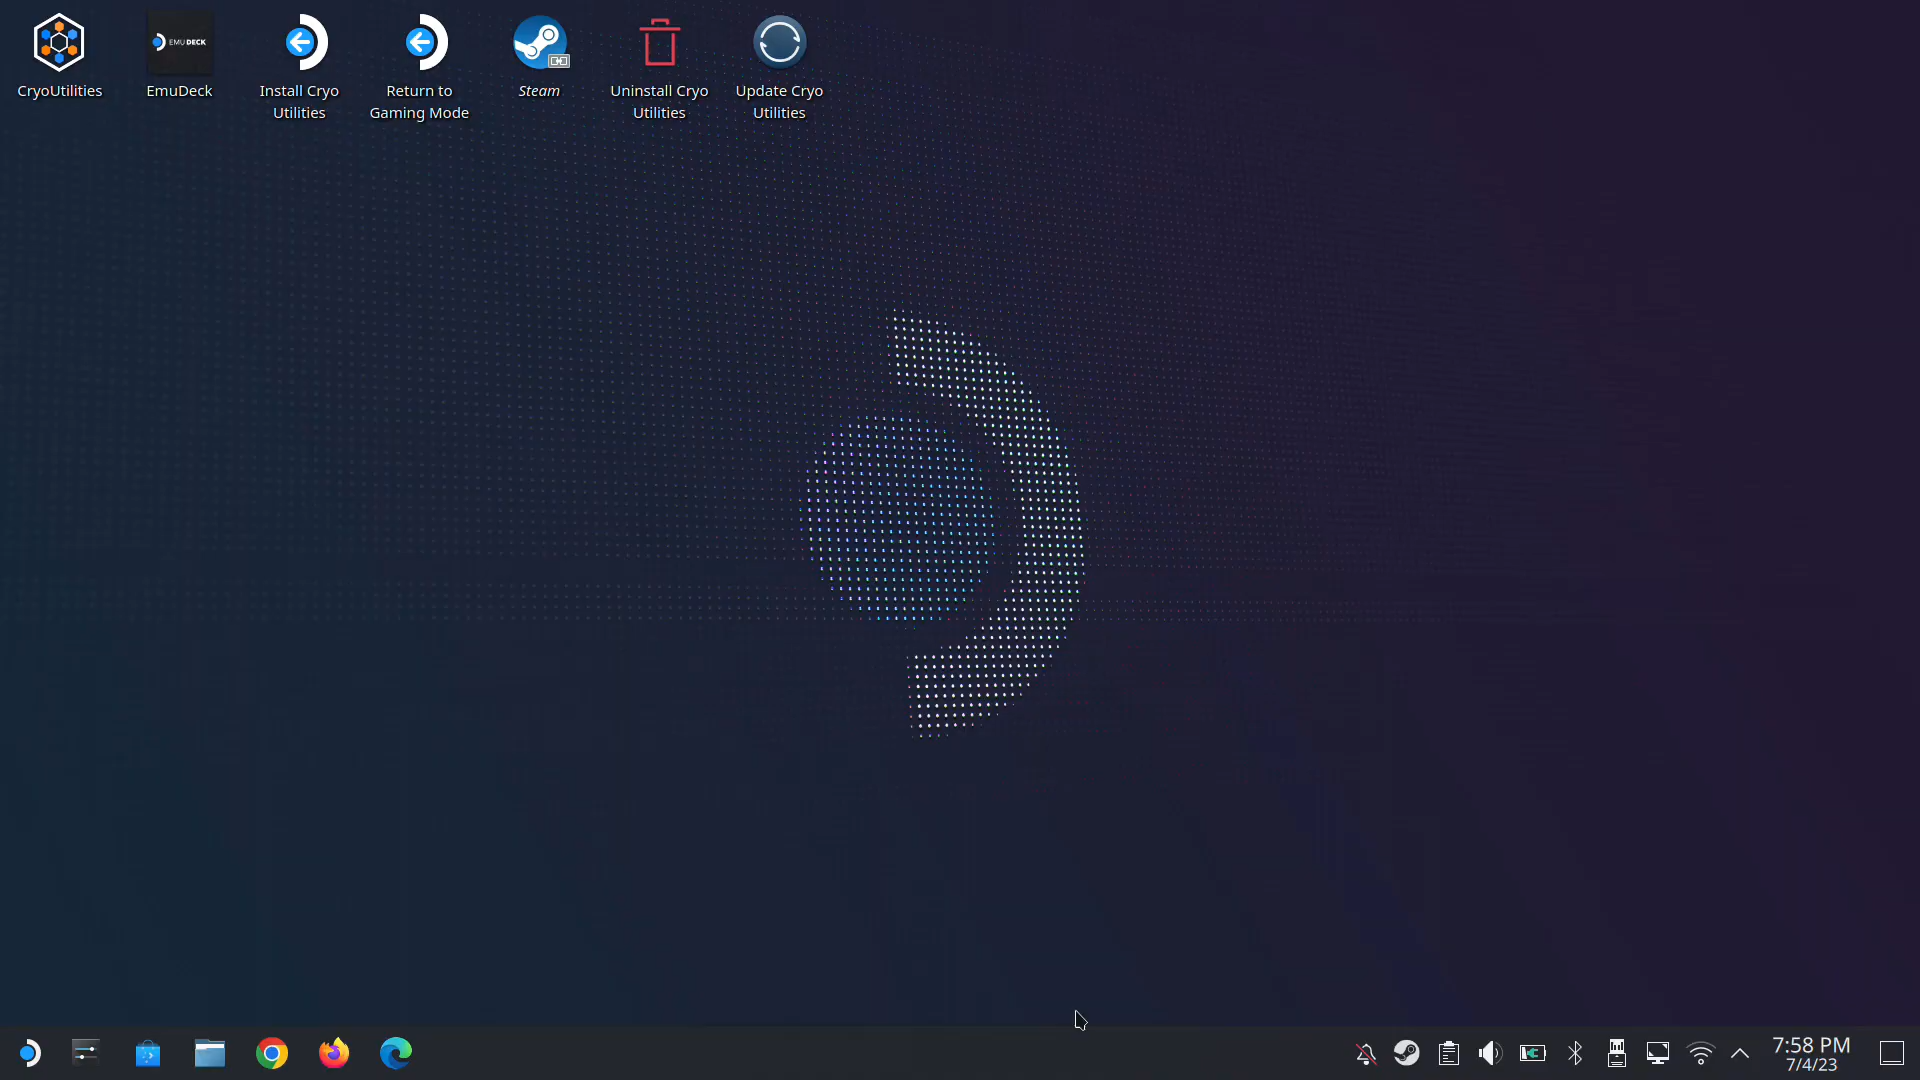 CryoUtilities
EMUDECK
EmuDeck
Install Cryo
Utilities
Return to
Gaming Mode
Steam
Uninstall Cryo
Utilities
Update Cryo
Utilities
7:58 PM
7/4/23